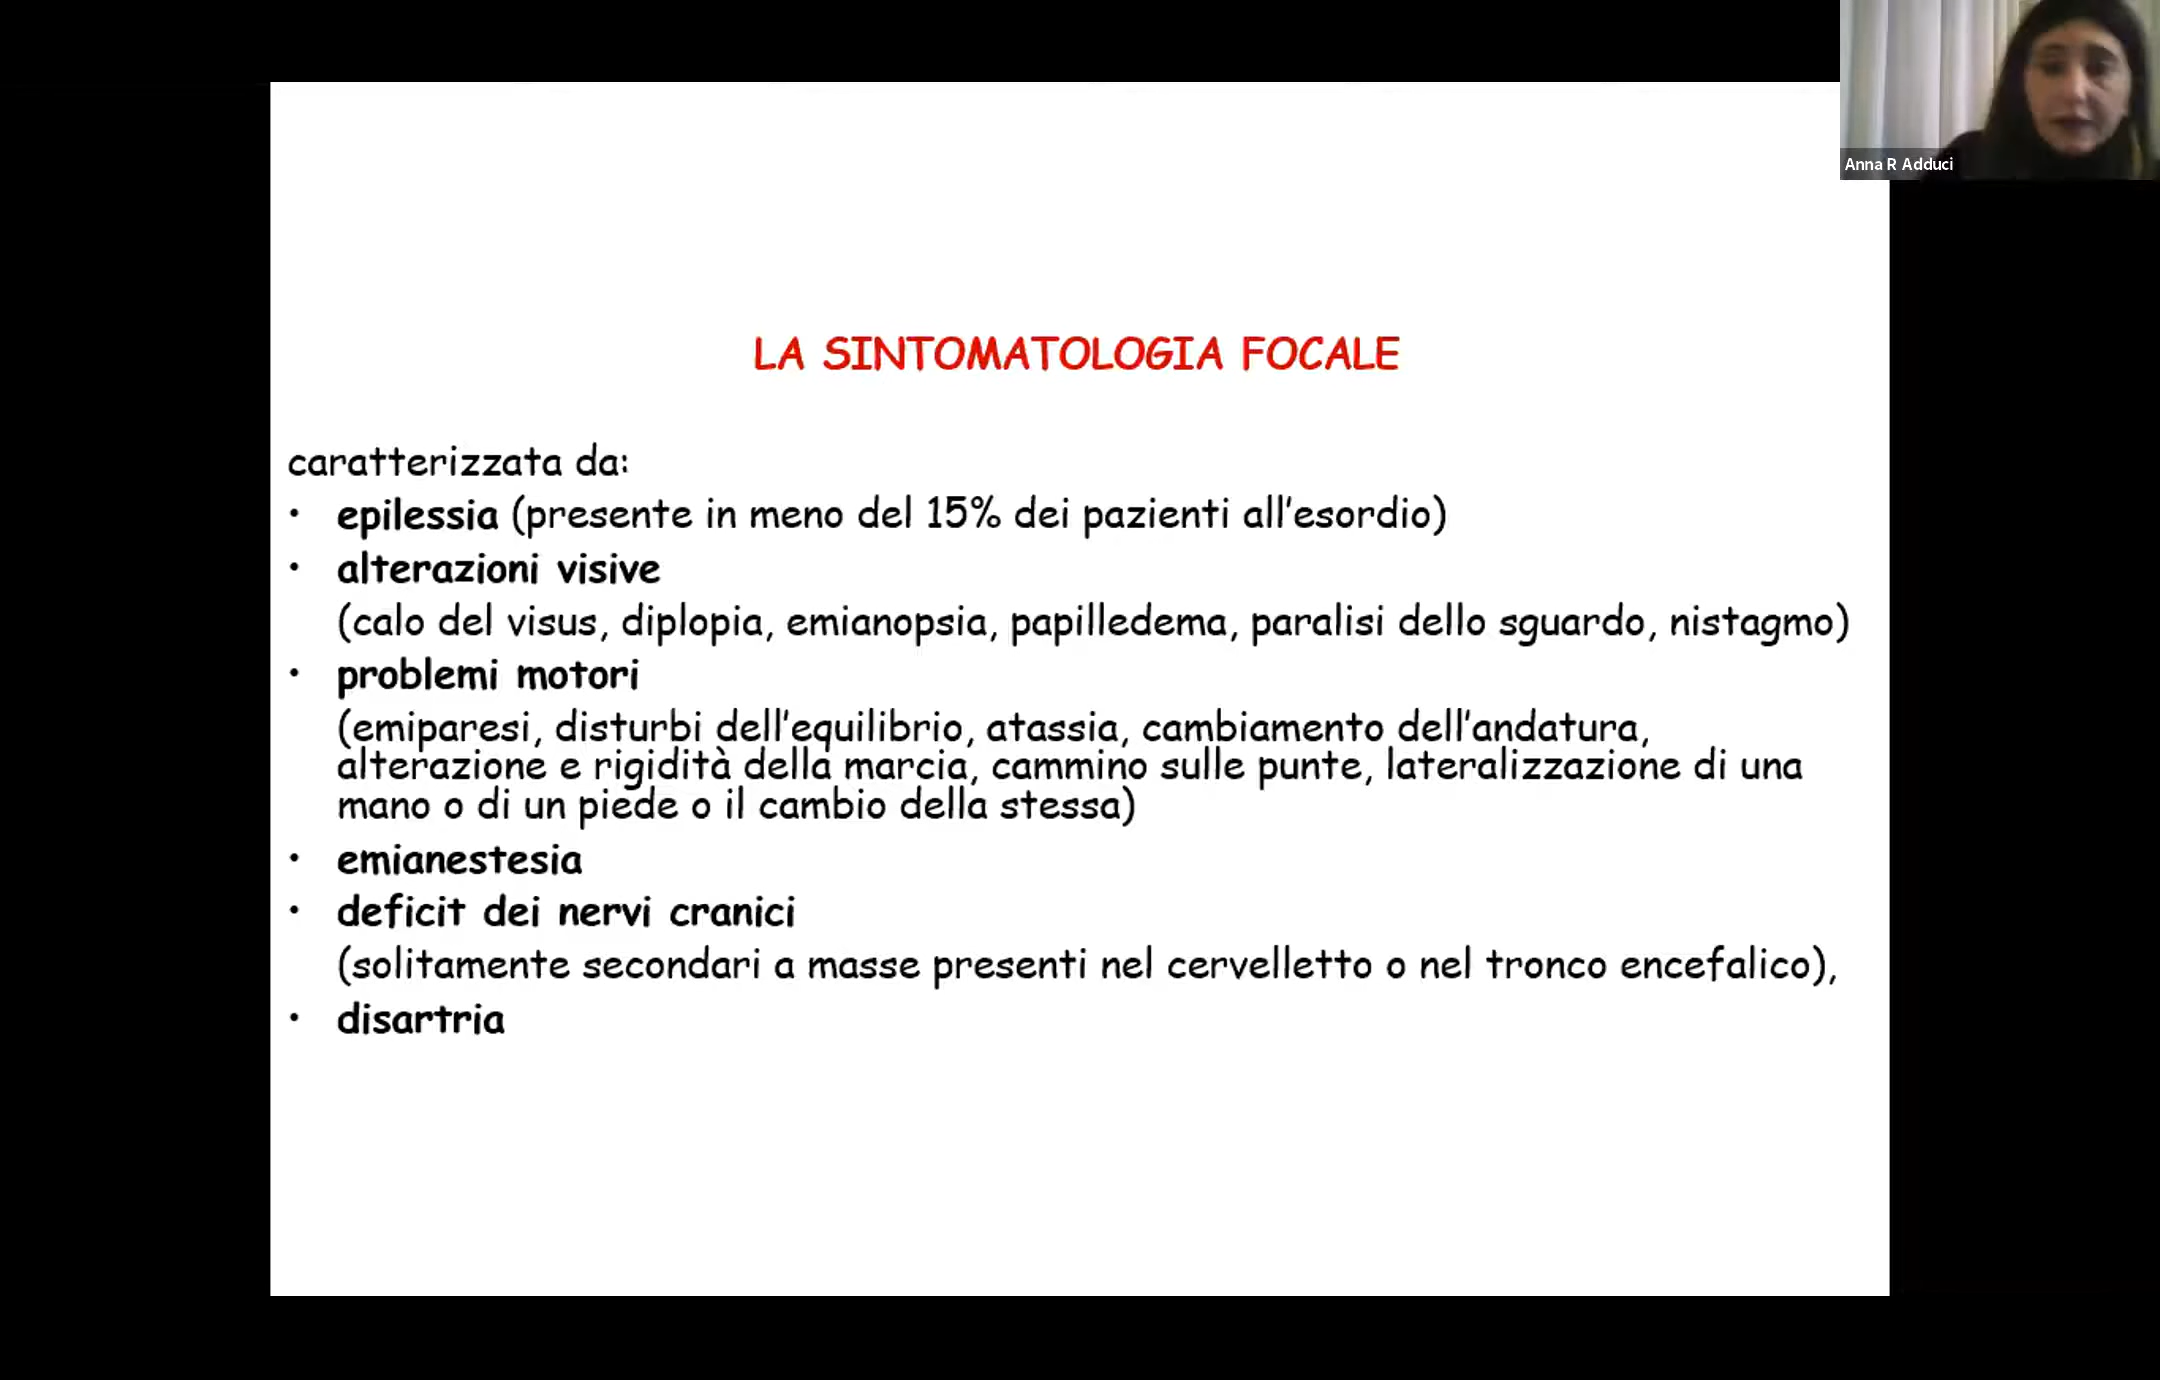 Anna R Adduci
LA SINTOMATOLOGIA FOCALE
caratterizzata da:
• epilessia (presente in meno del 15% dei pazienti all'esordio)
• alterazioni visive
(calo del visus, diplopia, emianopsia, papilledema, paralisi dello sguardo, nistagmo)
• problemi motori
(emiparesi, disturbi dell'equilibrio, atassia, cambiamento dell'andatura,
alterazione e rigidità della marcia, cammino sulle punte, lateralizzazione di una
mano o di un piede o il cambio della stessa)
• emianestesia
• deficit dei nervi cranici
(solitamente secondari a masse presenti nel cervelletto o nel tronco encefalico),
• disartria